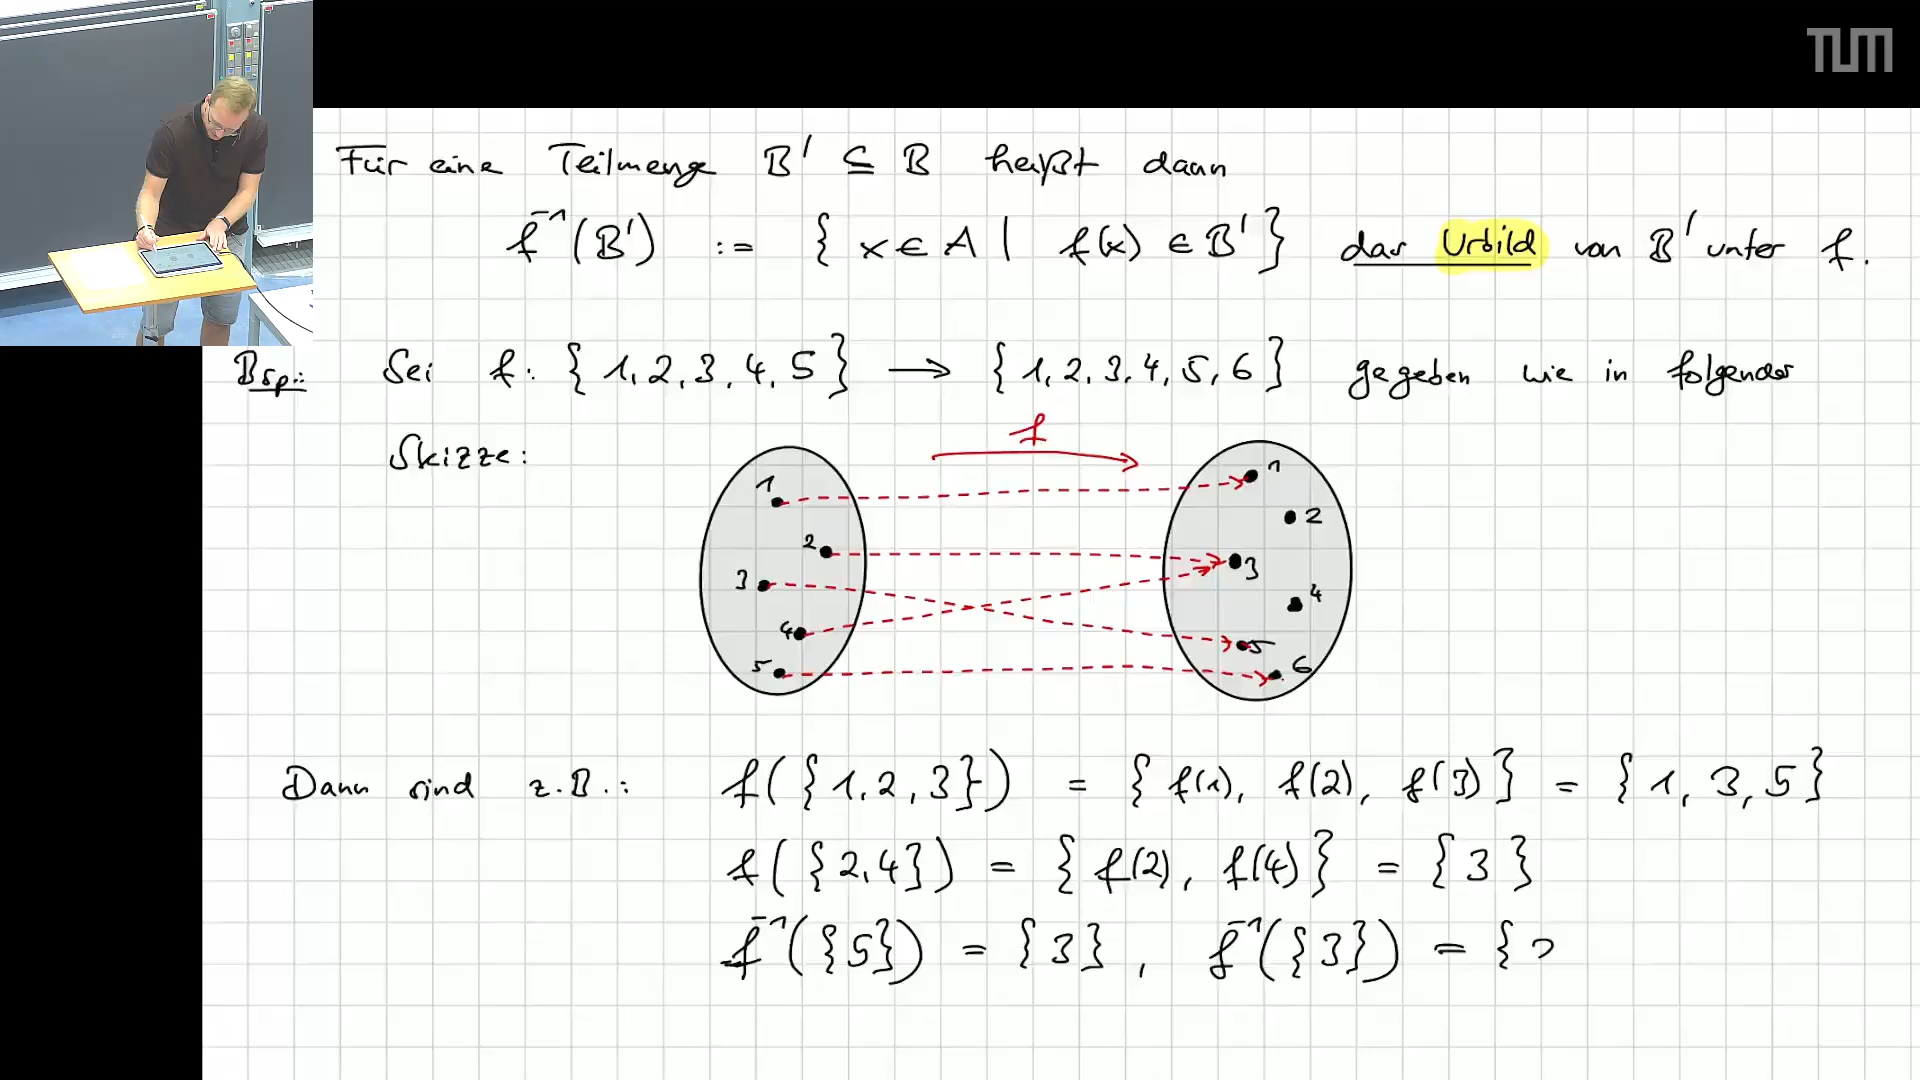 TUM
Für eine Teilmenge B' ⊆ B heißt dann
f⁻¹(B') := { x ∈ A | f(x) ∈ B' } das Urbild von B' unter f.
Bsp.: Sei f: { 1, 2, 3, 4, 5 } → { 1, 2, 3, 4, 5, 6 } gegeben wie in folgender
Skizze:
f
1
2
3
4
5
1
2
3
4
5
6
Dann sind z.B.: f({1, 2, 3}) = { f(1), f(2), f(3) } = { 1, 3, 5 }
f({2, 4}) = { f(2), f(4) } = { 3 }
f⁻¹({5}) = { 3 }, f⁻¹({3}) = {